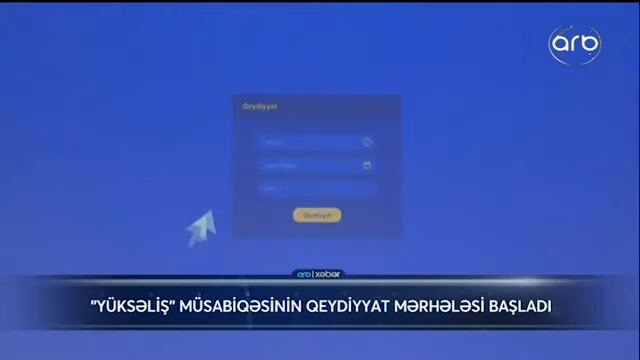 arb
Qeydiyyat
Qeydiyyat
arb xəbər
"YÜKSƏLİŞ" MÜSABİQƏSİNİN QEYDİYYAT MƏRHƏLƏSİ BAŞLADI